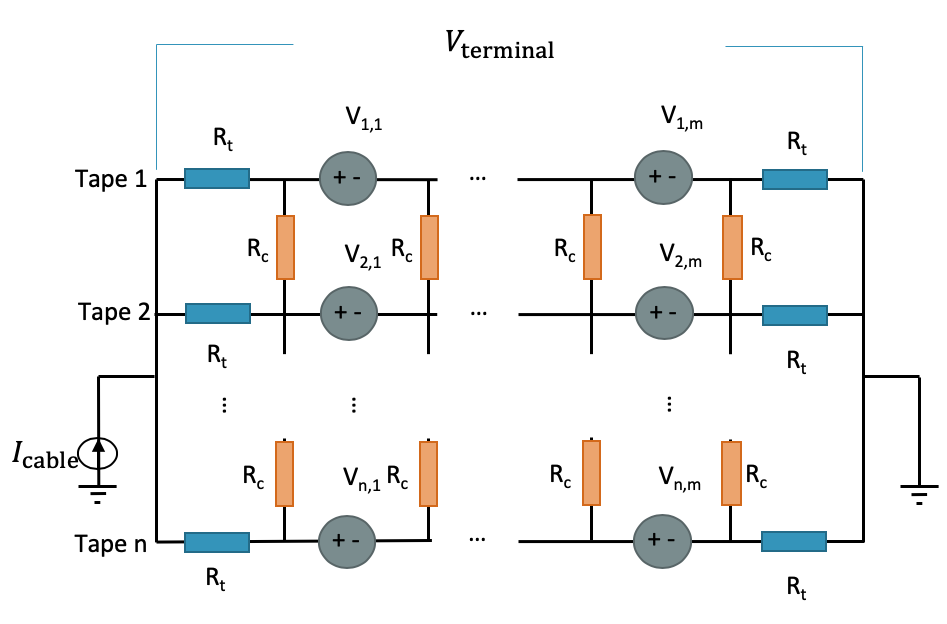 V_terminal
V_1,1
V_1,m
R_t
R_t
Tape 1
+ -
...
+ -
R_c
V_2,1
R_c
R_c
V_2,m
R_c
Tape 2
+ -
...
+ -
R_t
R_t
...
...
...
I_cable
R_c
V_n,1
R_c
R_c
V_n,m
R_c
Tape n
+ -
...
+ -
R_t
R_t